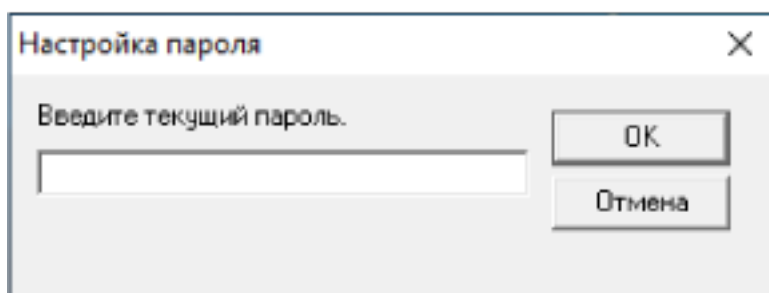 Настройка пароля
Введите текущий пароль.
OK
Отмена